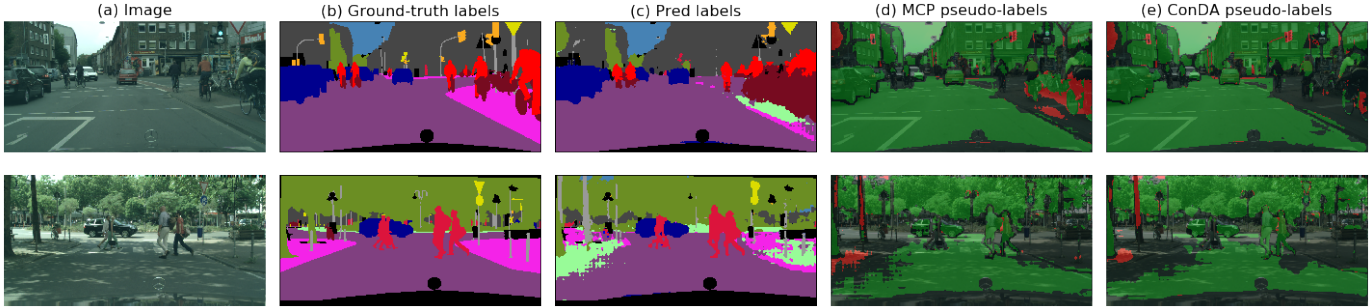 (a) Image
(b) Ground-truth labels
(c) Pred labels
(d) MCP pseudo-labels
(e) ConDA pseudo-labels